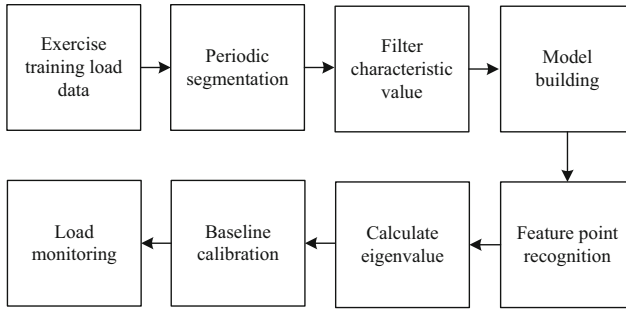 Exercise
training load
data
Periodic
segmentation
Filter
characteristic
value
Model
building
Load
monitoring
Baseline
calibration
Calculate
eigenvalue
Feature point
recognition